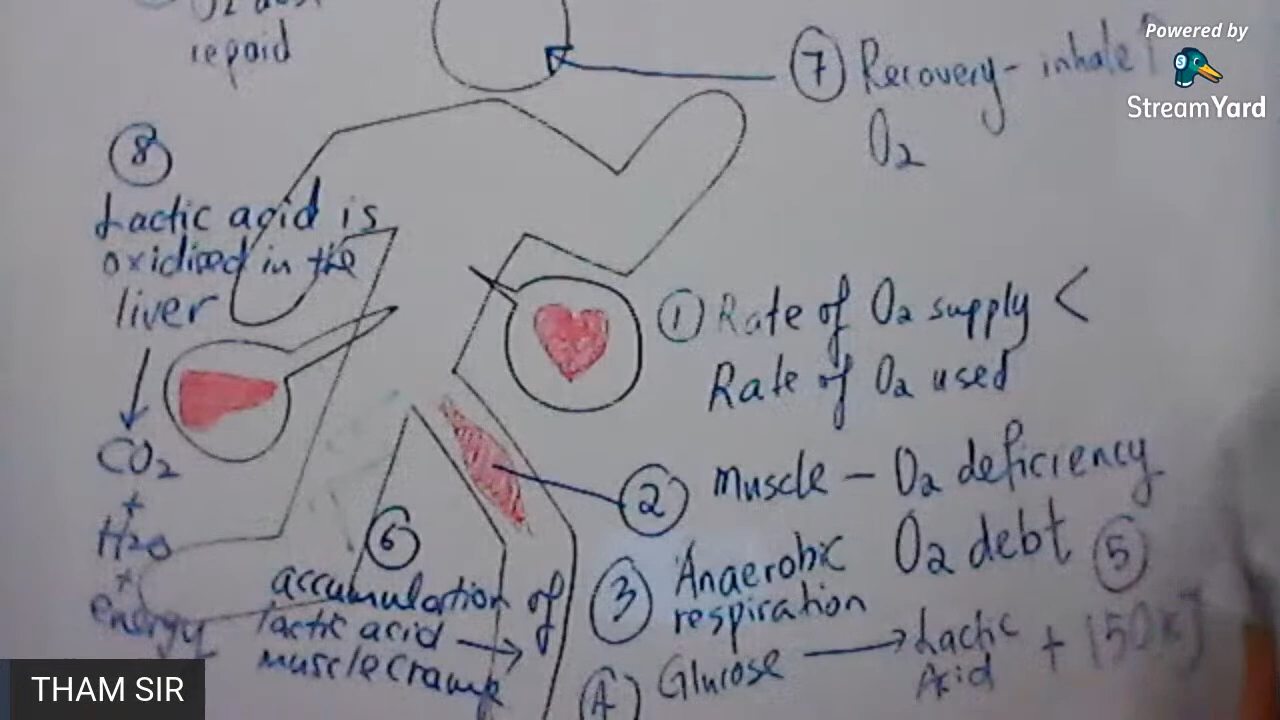 repaid
7 Recovery - inhale ↑
O2
8
Lactic acid is
oxidised in the
liver
↓
CO2
+
H2O
+
energy
1 Rate of O2 supply <
Rate of O2 used
2 Muscle - O2 deficiency
3 Anaerobic
respiration
O2 debt 5
4 Glucose → Lactic
Acid
+ 150kJ
6
accumulation of
lactic acid →
muscle cramp
Powered by
StreamYard
THAM SIR